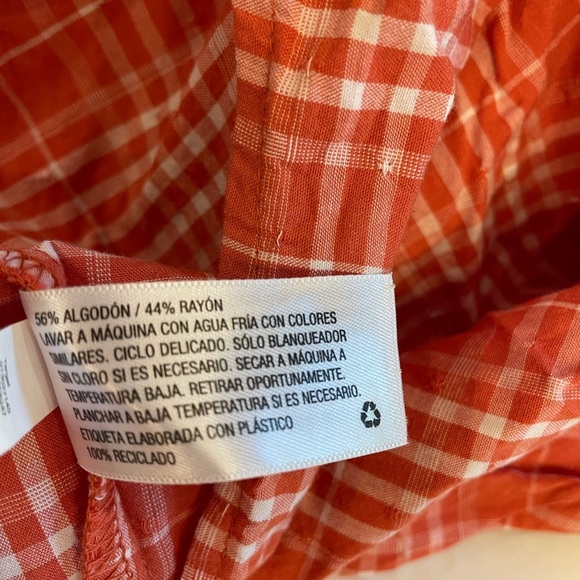 56% ALGODÓN / 44% RAYÓN
LAVAR A MÁQUINA CON AGUA FRÍA CON COLORES
SIMILARES. CICLO DELICADO. SÓLO BLANQUEADOR
SIN CLORO SI ES NECESARIO. SECAR A MÁQUINA A
TEMPERATURA BAJA. RETIRAR OPORTUNAMENTE.
PLANCHAR A BAJA TEMPERATURA SI ES NECESARIO.
ETIQUETA ELABORADA CON PLÁSTICO
100% RECICLADO